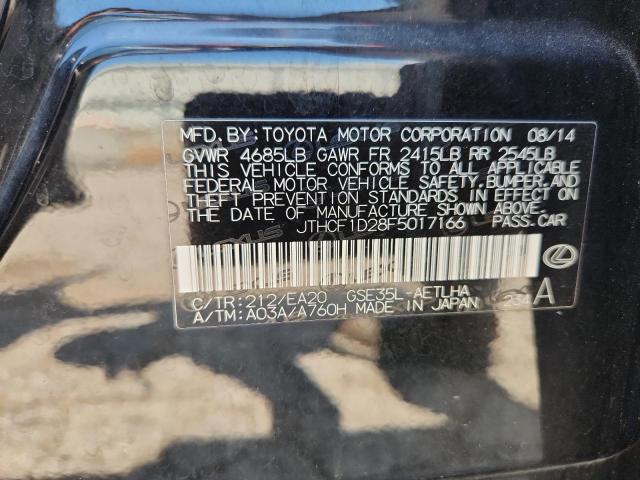 MFD. BY: TOYOTA MOTOR CORPORATION 08/14
GVWR 4685LB GAWR FR 2415LB RR 2545LB
THIS VEHICLE CONFORMS TO ALL APPLICABLE
FEDERAL MOTOR VEHICLE SAFETY, BUMPER, AND
THEFT PREVENTION STANDARDS IN EFFECT ON
THE DATE OF MANUFACTURE SHOWN ABOVE.
JTHCF1D28F5017166 PASS. CAR
C/TR: 212/EA20 GSE35L-AETLHA
A/TM: A03A/A760H MADE IN JAPAN 234 A